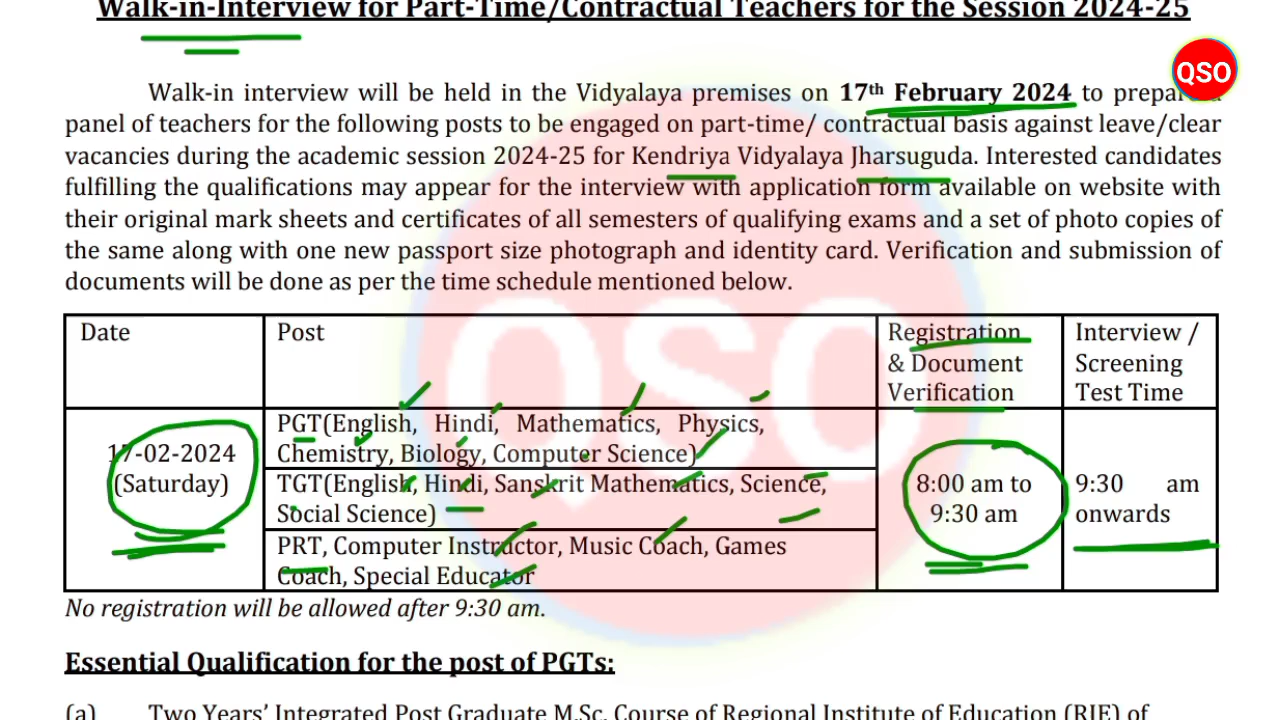 Walk-in-Interview for Part-Time/Contractual Teachers for the Session 2024-25
QSO
Walk-in interview will be held in the Vidyalaya premises on 17th February 2024 to prepare a
panel of teachers for the following posts to be engaged on part-time/ contractual basis against leave/clear
vacancies during the academic session 2024-25 for Kendriya Vidyalaya Jharsuguda. Interested candidates
fulfilling the qualifications may appear for the interview with application form available on website with
their original mark sheets and certificates of all semesters of qualifying exams and a set of photo copies of
the same along with one new passport size photograph and identity card. Verification and submission of
documents will be done as per the time schedule mentioned below.
QSO
Date
Post
Registration
& Document
Verification
Interview /
Screening
Test Time
17-02-2024
(Saturday)
PGT(English, Hindi, Mathematics, Physics,
Chemistry, Biology, Computer Science)
TGT(English, Hindi, Sanskrit Mathematics, Science,
Social Science)
PRT, Computer Instructor, Music Coach, Games
Coach, Special Educator
8:00 am to
9:30 am
9:30 am
onwards
No registration will be allowed after 9:30 am.
Essential Qualification for the post of PGTs:
(a) Two Years' Integrated Post Graduate M.Sc. Course of Regional Institute of Education (RIE) of